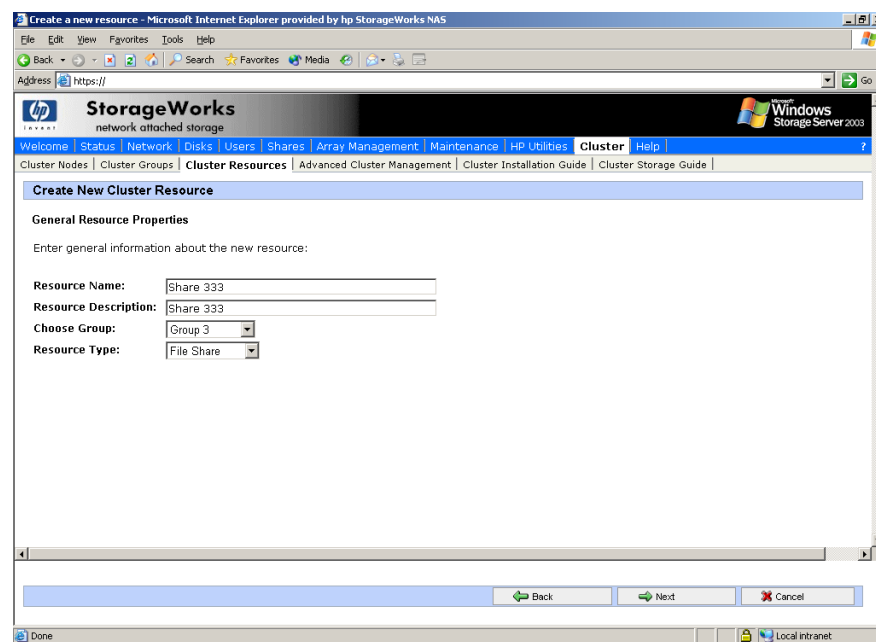 Create a new resource - Microsoft Internet Explorer provided by hp StorageWorks NAS
File Edit View Favorites Tools Help
Back Search Favorites Media
Address https:// Go
hp
invent
StorageWorks
network attached storage
Microsoft
Windows
Storage Server 2003
Welcome | Status | Network | Disks | Users | Shares | Array Management | Maintenance | HP Utilities | Cluster | Help | ?
Cluster Nodes | Cluster Groups | Cluster Resources | Advanced Cluster Management | Cluster Installation Guide | Cluster Storage Guide |
Create New Cluster Resource
General Resource Properties
Enter general information about the new resource:
Resource Name: Share 333
Resource Description: Share 333
Choose Group: Group 3
Resource Type: File Share
Back Next Cancel
Done Local intranet